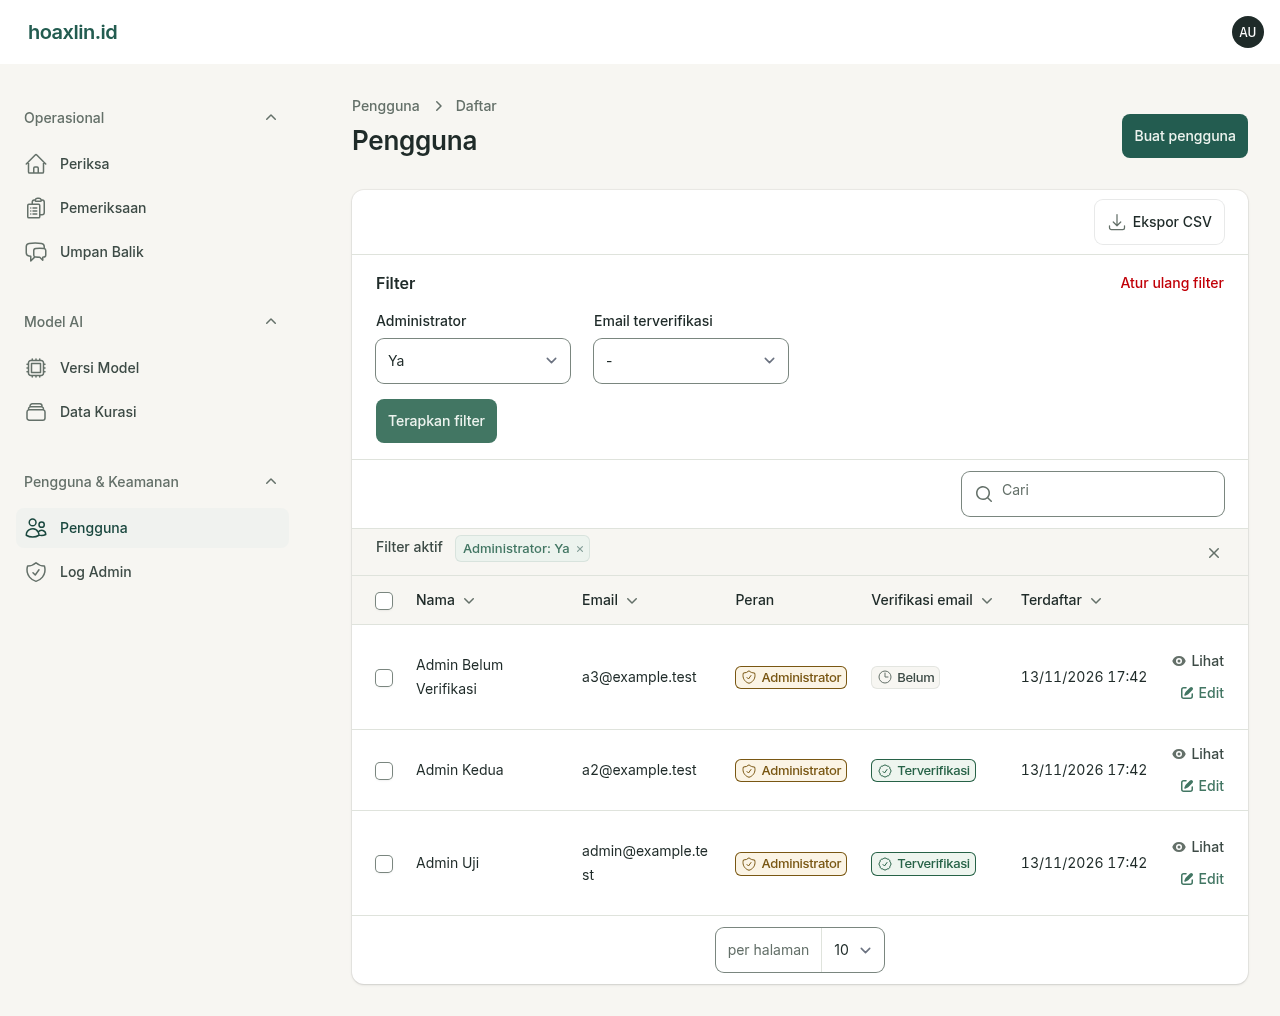 hoaxlin.id
AU
Operasional
Periksa
Pemeriksaan
Umpan Balik
Model AI
Versi Model
Data Kurasi
Pengguna & Keamanan
Pengguna
Log Admin
Pengguna > Daftar
Pengguna
Buat pengguna
Ekspor CSV
Filter
Atur ulang filter
Administrator
Email terverifikasi
Ya
-
Terapkan filter
Cari
Filter aktif
Administrator: Ya ×
Nama Email Peran Verifikasi email Terdaftar
Admin Belum
Verifikasi
a3@example.test
Administrator
Belum
13/11/2026 17:42
Lihat
Edit
Admin Kedua
a2@example.test
Administrator
Terverifikasi
13/11/2026 17:42
Lihat
Edit
Admin Uji
admin@example.te
st
Administrator
Terverifikasi
13/11/2026 17:42
Lihat
Edit
per halaman 10